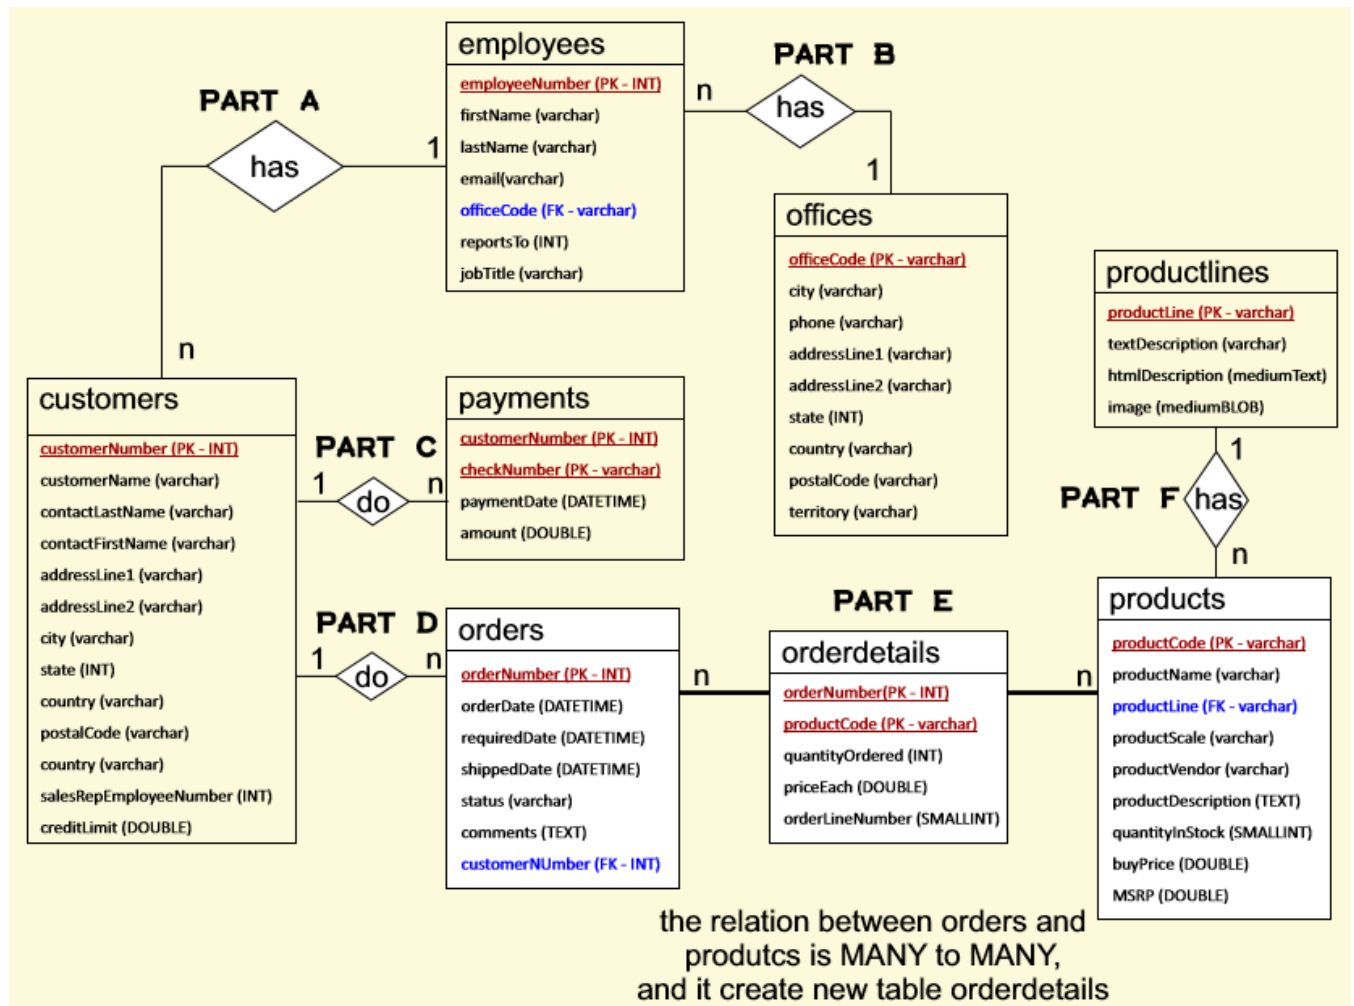 PART A
has
1
n
employees
employeeNumber (PK - INT)
firstName (varchar)
lastName (varchar)
email(varchar)
officeCode (FK - varchar)
reportsTo (INT)
jobTitle (varchar)
PART B
n
has
1
offices
officeCode (PK - varchar)
city (varchar)
phone (varchar)
addressLine1 (varchar)
addressLine2 (varchar)
state (INT)
country (varchar)
postalCode (varchar)
territory (varchar)
productlines
productLine (PK - varchar)
textDescription (varchar)
htmlDescription (mediumText)
image (mediumBLOB)
1
PART F
has
n
customers
customerNumber (PK - INT)
customerName (varchar)
contactLastName (varchar)
contactFirstName (varchar)
addressLine1 (varchar)
addressLine2 (varchar)
city (varchar)
state (INT)
country (varchar)
postalCode (varchar)
country (varchar)
salesRepEmployeeNumber (INT)
creditLimit (DOUBLE)
PART C
1
do
n
payments
customerNumber (PK - INT)
checkNumber (PK - varchar)
paymentDate (DATETIME)
amount (DOUBLE)
PART D
1
do
n
orders
orderNumber (PK - INT)
orderDate (DATETIME)
requiredDate (DATETIME)
shippedDate (DATETIME)
status (varchar)
comments (TEXT)
customerNUmber (FK - INT)
PART E
n
orderdetails
orderNumber(PK - INT)
productCode (PK - varchar)
quantityOrdered (INT)
priceEach (DOUBLE)
orderLineNumber (SMALLINT)
n
products
productCode (PK - varchar)
productName (varchar)
productLine (FK - varchar)
productScale (varchar)
productVendor (varchar)
productDescription (TEXT)
quantityInStock (SMALLINT)
buyPrice (DOUBLE)
MSRP (DOUBLE)
the relation between orders and
produtcs is MANY to MANY,
and it create new table orderdetails